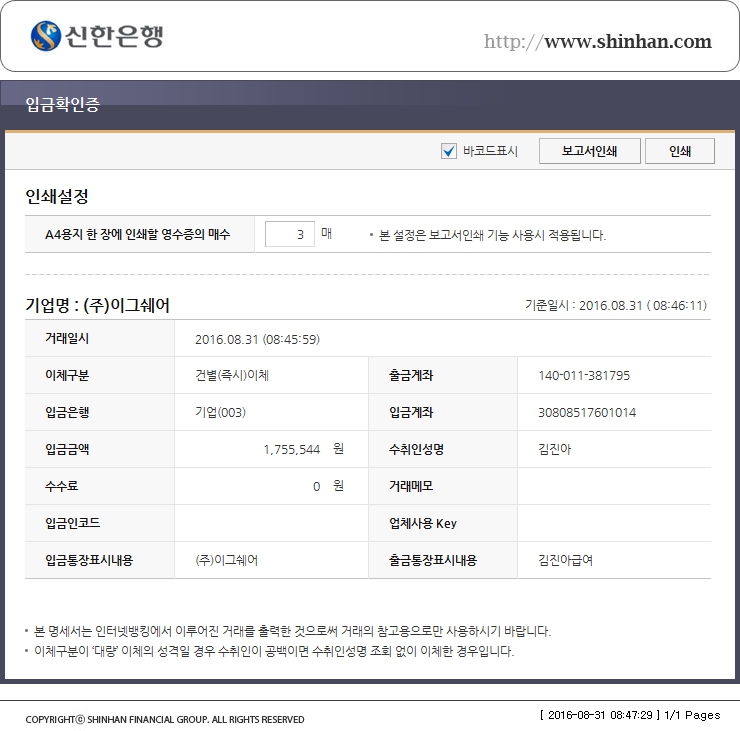 신한은행
http://www.shinhan.com
입금확인증
바코드표시 보고서인쇄 인쇄
인쇄설정
A4용지 한 장에 인쇄할 영수증의 매수 3 매 • 본 설정은 보고서인쇄 기능 사용시 적용됩니다.
기업명 : (주)이그쉐어 기준일시 : 2016.08.31 ( 08:46:11)
거래일시 2016.08.31 (08:45:59)
이체구분 건별(즉시)이체 출금계좌 140-011-381795
입금은행 기업(003) 입금계좌 30808517601014
입금금액 1,755,544 원 수취인성명 김진아
수수료 0 원 거래메모
입금인코드 업체사용 Key
입금통장표시내용 (주)이그쉐어 출금통장표시내용 김진아급여
• 본 명세서는 인터넷뱅킹에서 이루어진 거래를 출력한 것으로써 거래의 참고용으로만 사용하시기 바랍니다.
• 이체구분이 '대량' 이체의 성격일 경우 수취인이 공백이면 수취인성명 조회 없이 이체한 경우입니다.
COPYRIGHTⓒ SHINHAN FINANCIAL GROUP. ALL RIGHTS RESERVED [ 2016-08-31 08:47:29 ] 1/1 Pages